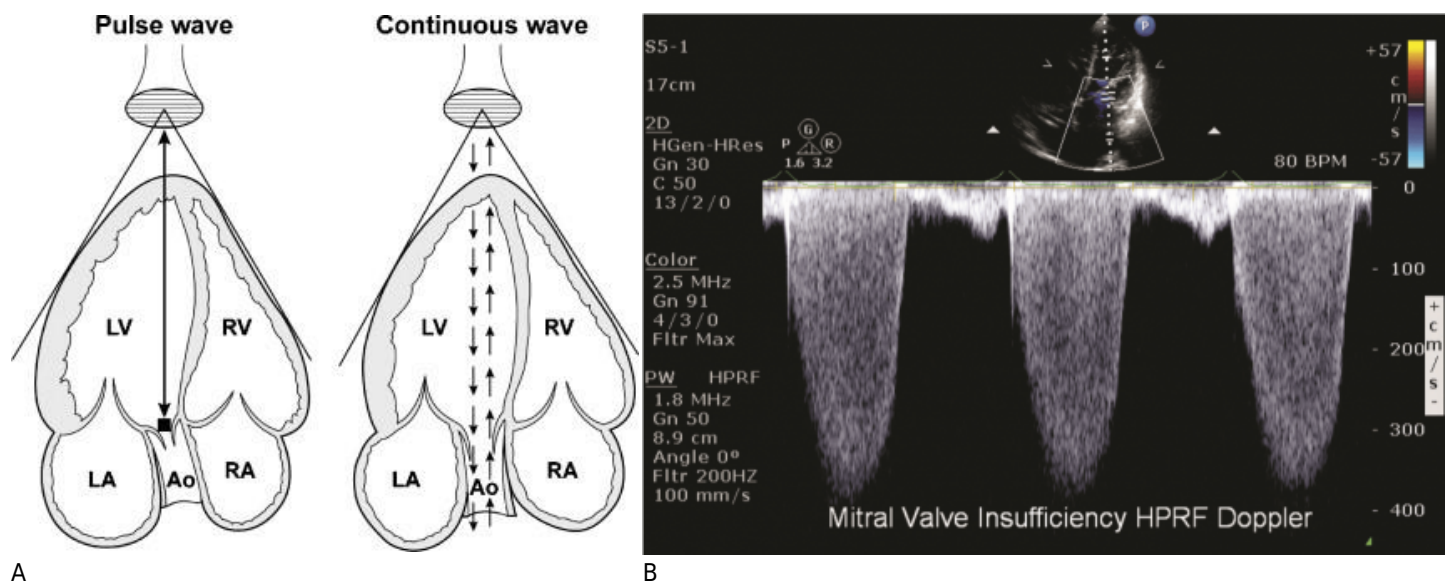 Pulse wave
Continuous wave
LV
RV
LA
Ao
RA
LV
RV
LA
Ao
RA
A
S5-1
17cm
2D
HGen-HRes
Gn 30
C 50
13/2/0
Color
2.5 MHz
Gn 91
4/3/0
Fltr Max
PW HPRF
1.8 MHz
Gn 50
8.9 cm
Angle 0º
Fltr 200HZ
100 mm/s
P
G
P R
1.6 3.2
+57
c
m
/
s
-57
80 BPM
0
- 100
- 200
- 300
- 400
+
c
m
/
s
-
Mitral Valve Insufficiency HPRF Doppler
B